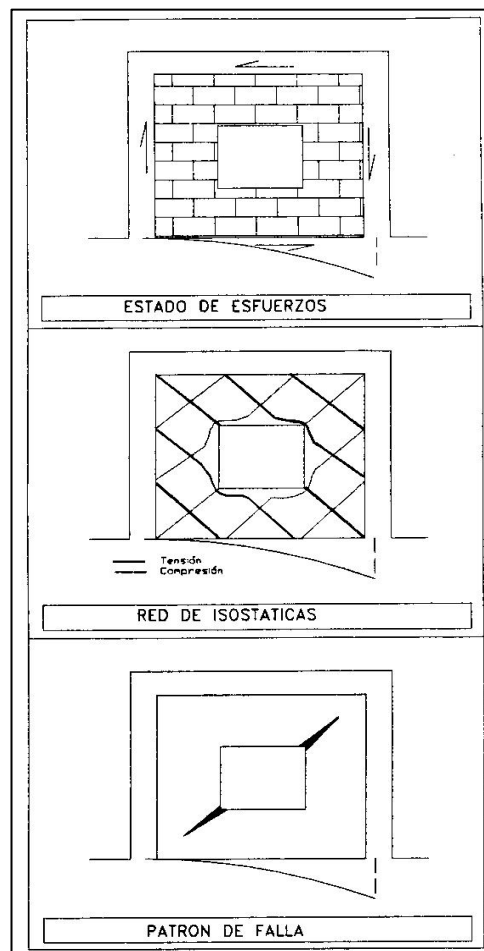 ESTADO DE ESFUERZOS
Tensión
Compresión
RED DE ISOSTATICAS
PATRON DE FALLA